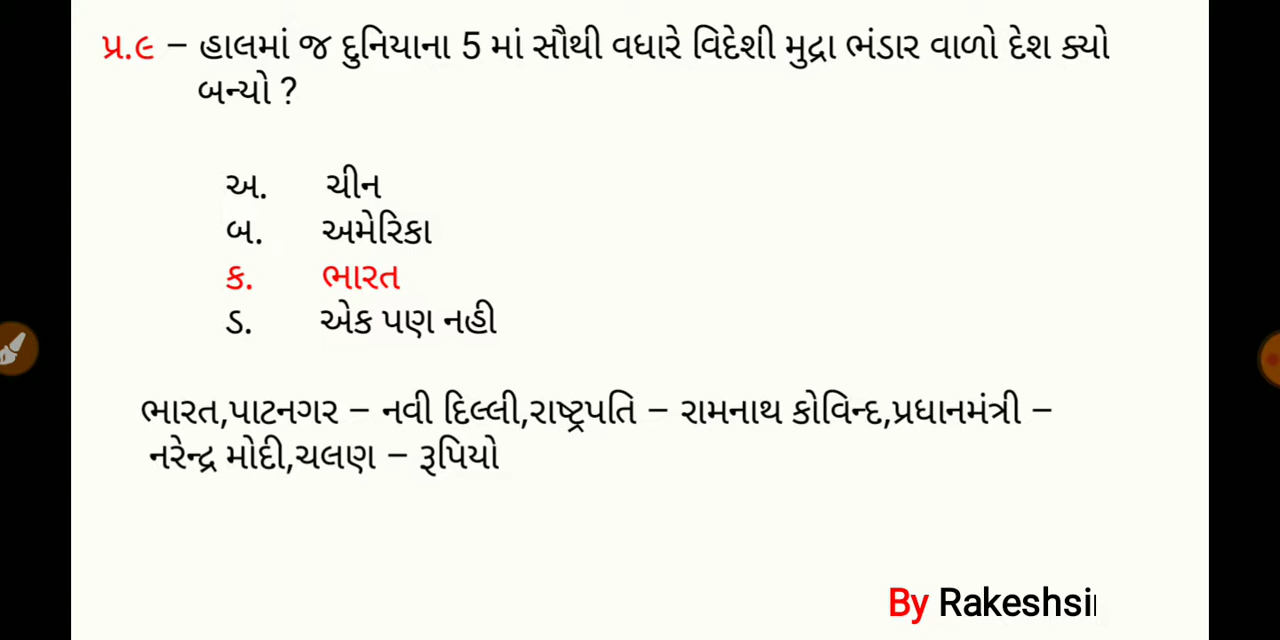 પ્ર.૯ – હાલમાં જ દુનિયાના 5 માં સૌથી વધારે વિદેશી મુદ્રા ભંડાર વાળો દેશ ક્યો
બન્યો ?
અ. ચીન
બ. અમેરિકા
ક. ભારત
ડ. એક પણ નહી
ભારત,પાટનગર – નવી દિલ્લી,રાષ્ટ્રપતિ – રામનાથ કોવિન્દ,પ્રધાનમંત્રી –
નરેન્દ્ર મોદી,ચલણ – રૂપિયો
By Rakeshsi